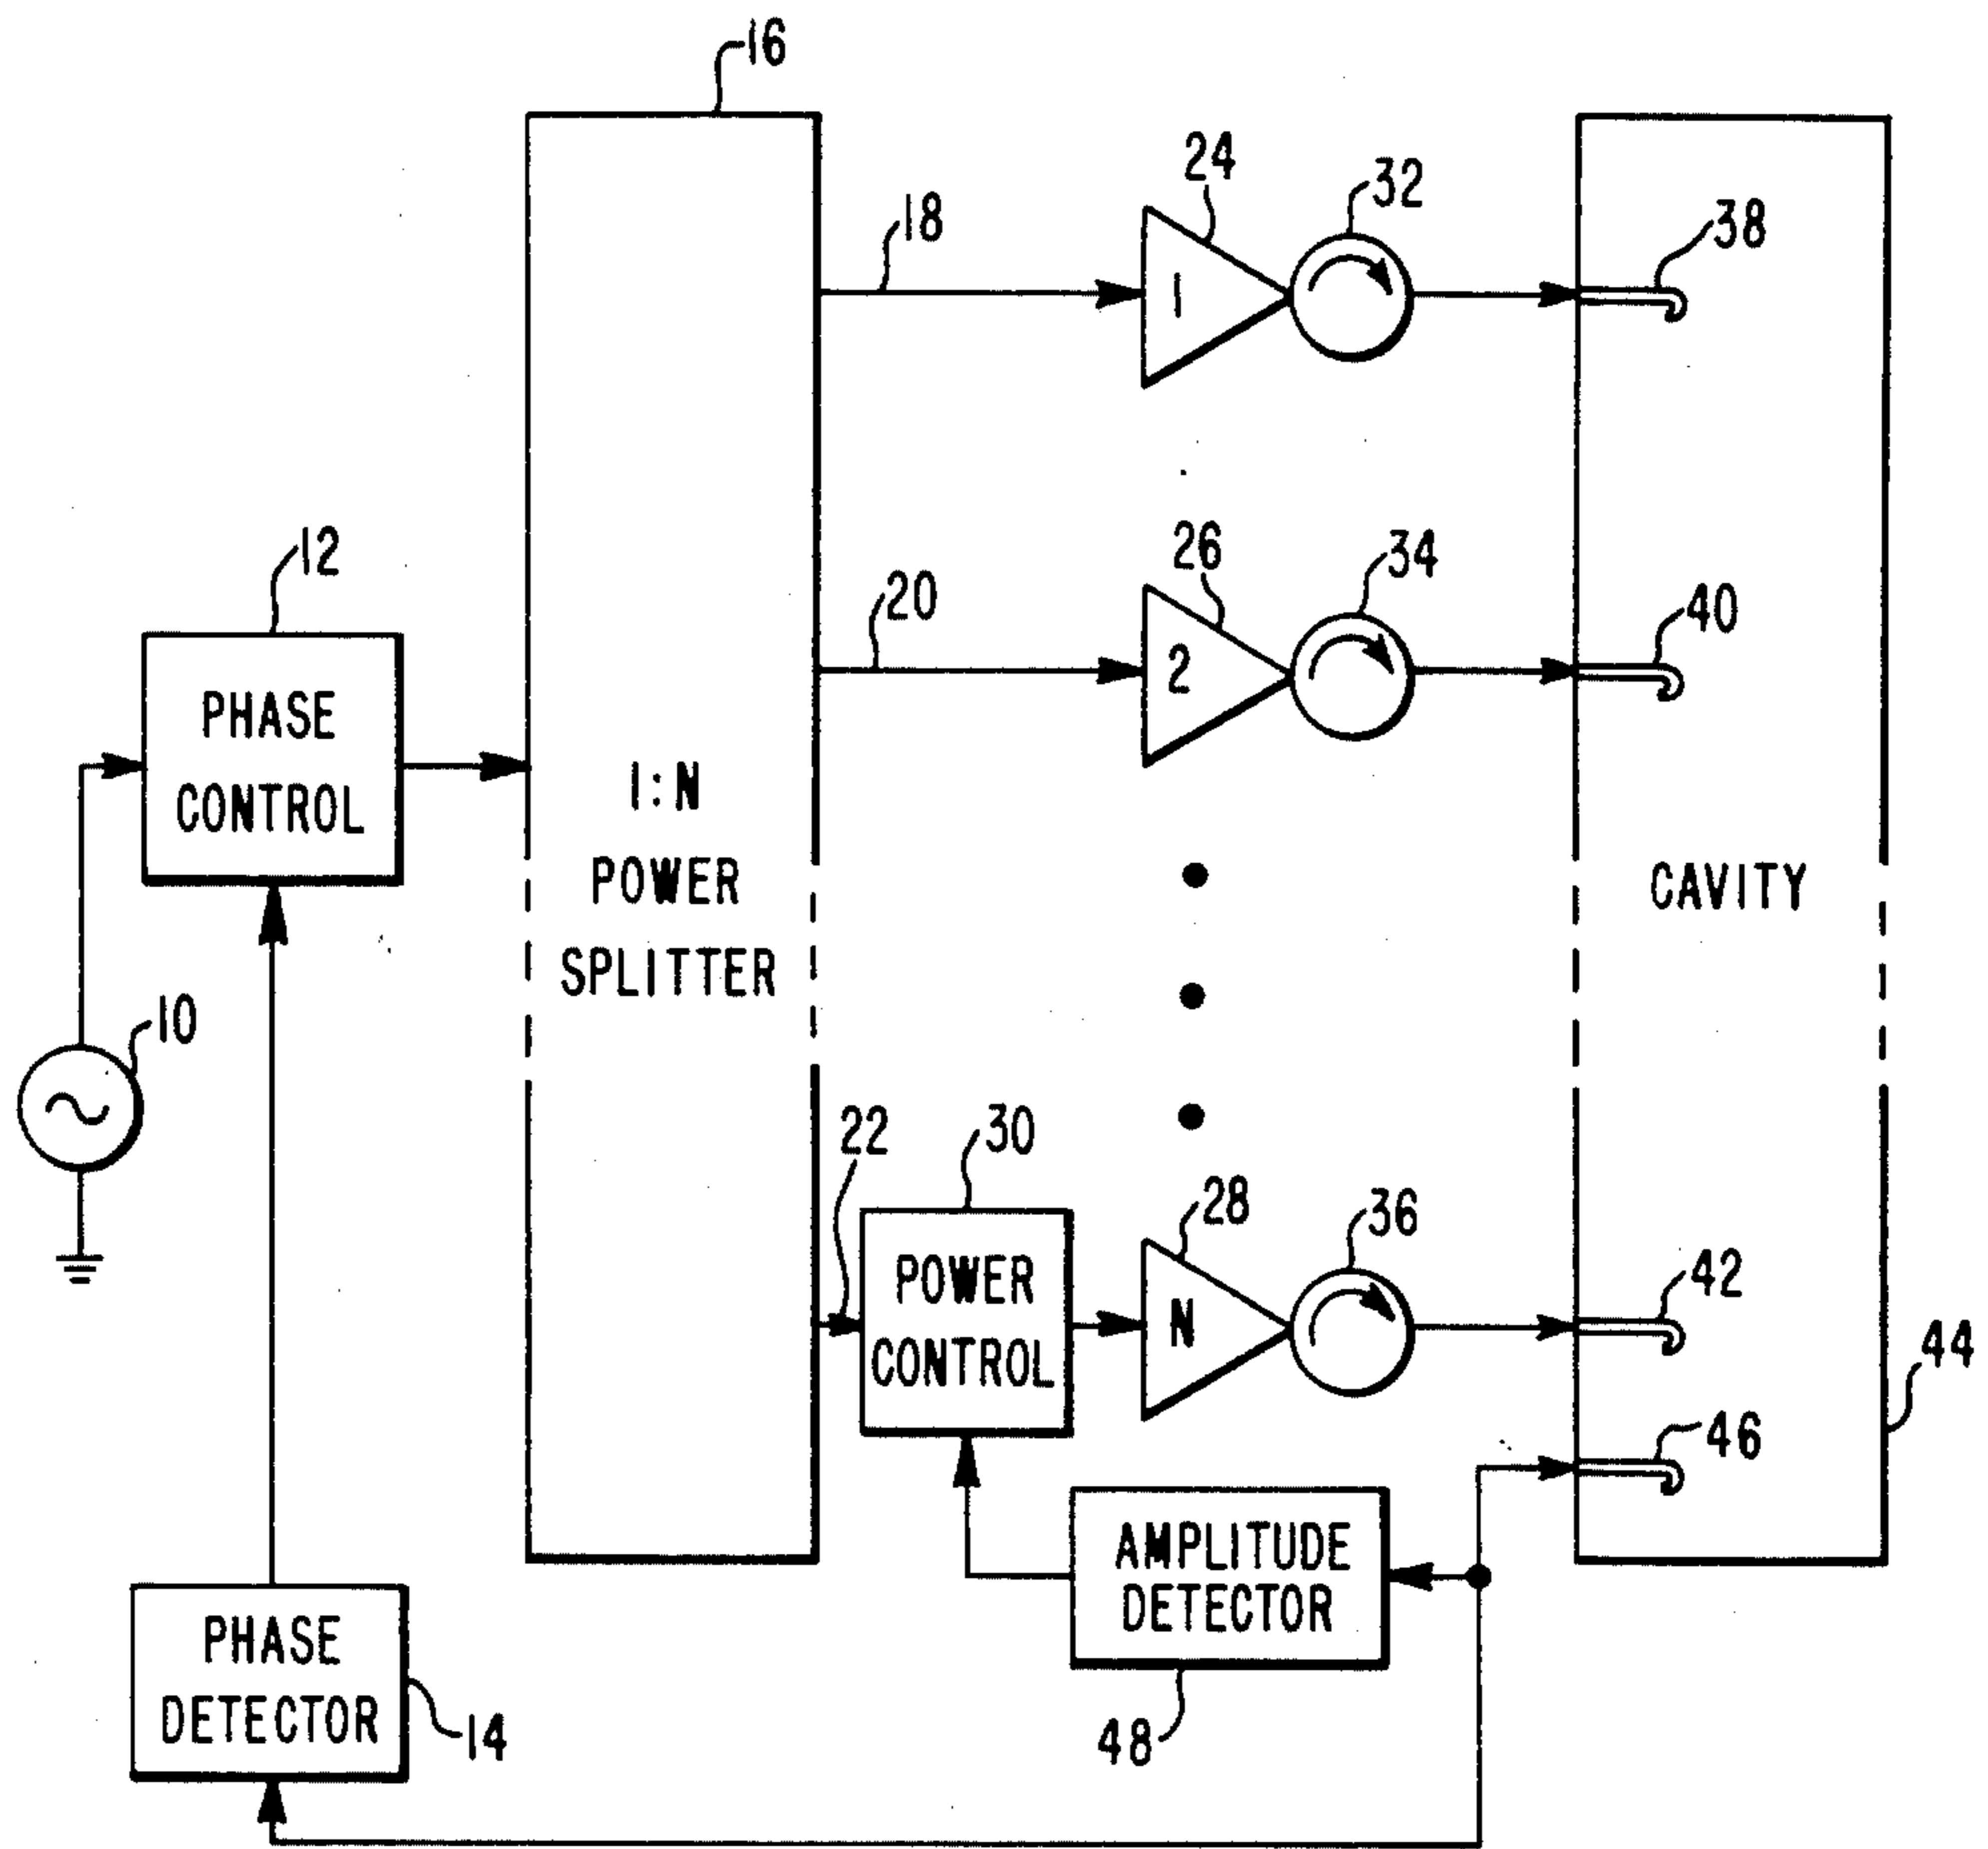 16
24
32
18
38
1
12
26
34
20
40
PHASE
CONTROL
2
1:N
POWER
SPLITTER
CAVITY
10
22
30
28
36
POWER
CONTROL
N
42
44
46
AMPLITUDE
DETECTOR
PHASE
DETECTOR
14
48